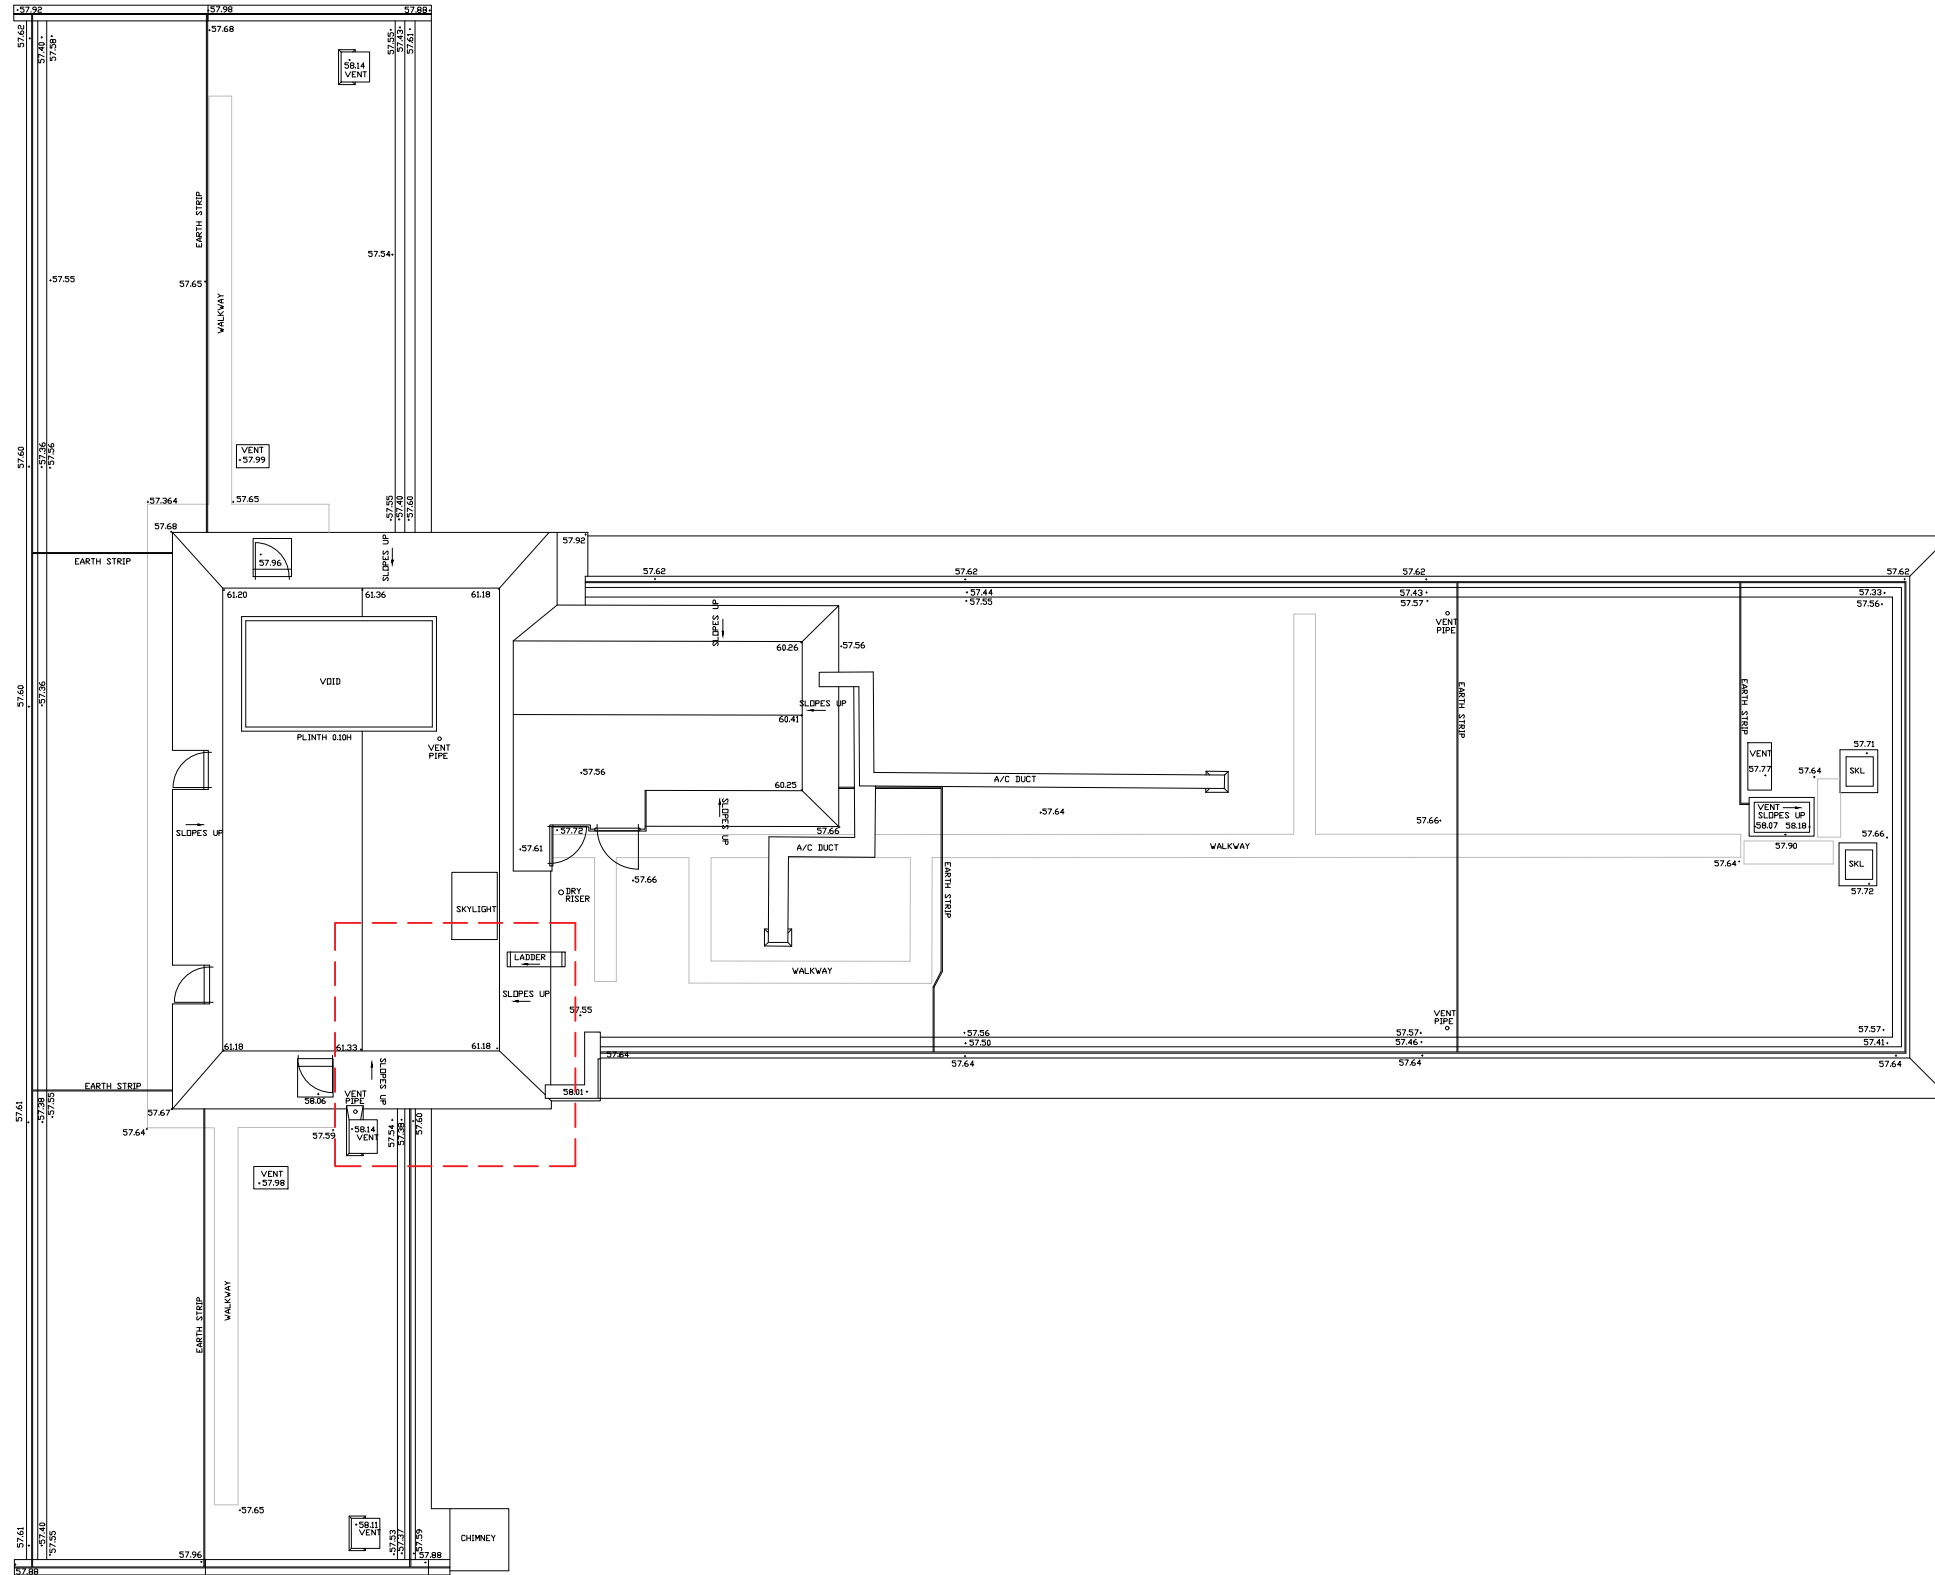 57.92
57.98
57.88
57.62
57.40
57.58
57.68
57.55
57.43
57.61
58.14
VENT
EARTH STRIP
57.54
57.55
57.65
WALKWAY
57.60
57.36
57.56
VENT
57.99
57.364
57.65
57.55
57.40
57.60
57.68
57.92
EARTH STRIP
57.96
SLOPES UP
57.62
57.62
57.62
57.62
61.20
61.36
61.18
57.44
57.55
57.43
57.57
57.33
57.56
SLOPES UP
VENT
PIPE
60.26
57.56
VOID
57.60
57.36
SLOPES UP
60.41
EARTH STRIP
EARTH STRIP
PLINTH 0.10H
VENT
PIPE
57.71
VENT
57.77
57.64
SKL
57.56
A/C DUCT
60.25
SLOPES UP
57.64
VENT
SLOPES UP
58.07
58.18
57.66
57.72
57.66
SLOPES UP
57.66
57.61
A/C DUCT
WALKWAY
57.90
57.64
SKL
57.72
57.66
DRY
RISER
EARTH STRIP
SKYLIGHT
LADDER
WALKWAY
SLOPES UP
57.55
57.56
57.50
57.57
57.46
VENT
PIPE
57.57
57.41
61.18
61.33
61.18
57.64
57.64
57.64
57.64
SLOPES UP
EARTH STRIP
58.06
VENT
PIPE
58.01
57.61
57.38
57.55
57.67
57.64
57.59
58.14
VENT
57.54
57.38
57.60
VENT
57.98
EARTH STRIP
WALKWAY
57.65
58.11
VENT
CHIMNEY
57.61
57.40
57.55
57.53
57.37
57.59
57.96
57.88
57.88